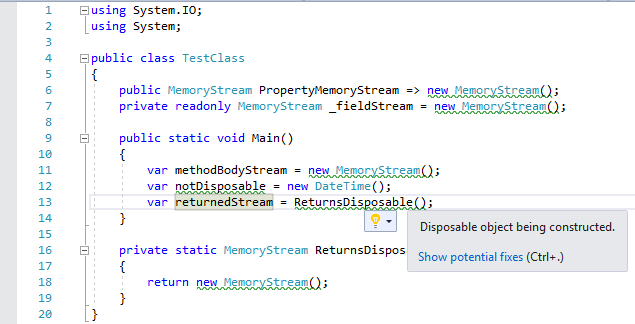 1 using System.IO;
2 using System;
3
4 public class TestClass
5 {
6 public MemoryStream PropertyMemoryStream => new MemoryStream();
7 private readonly MemoryStream _fieldStream = new MemoryStream();
8
9 public static void Main()
10 {
11 var methodBodyStream = new MemoryStream();
12 var notDisposable = new DateTime();
13 var returnedStream = ReturnsDisposable();
14 }
15
Disposable object being constructed.
16 private static MemoryStream ReturnsDispo
Show potential fixes (Ctrl+.)
17 {
18 return new MemoryStream();
19 }
20 }